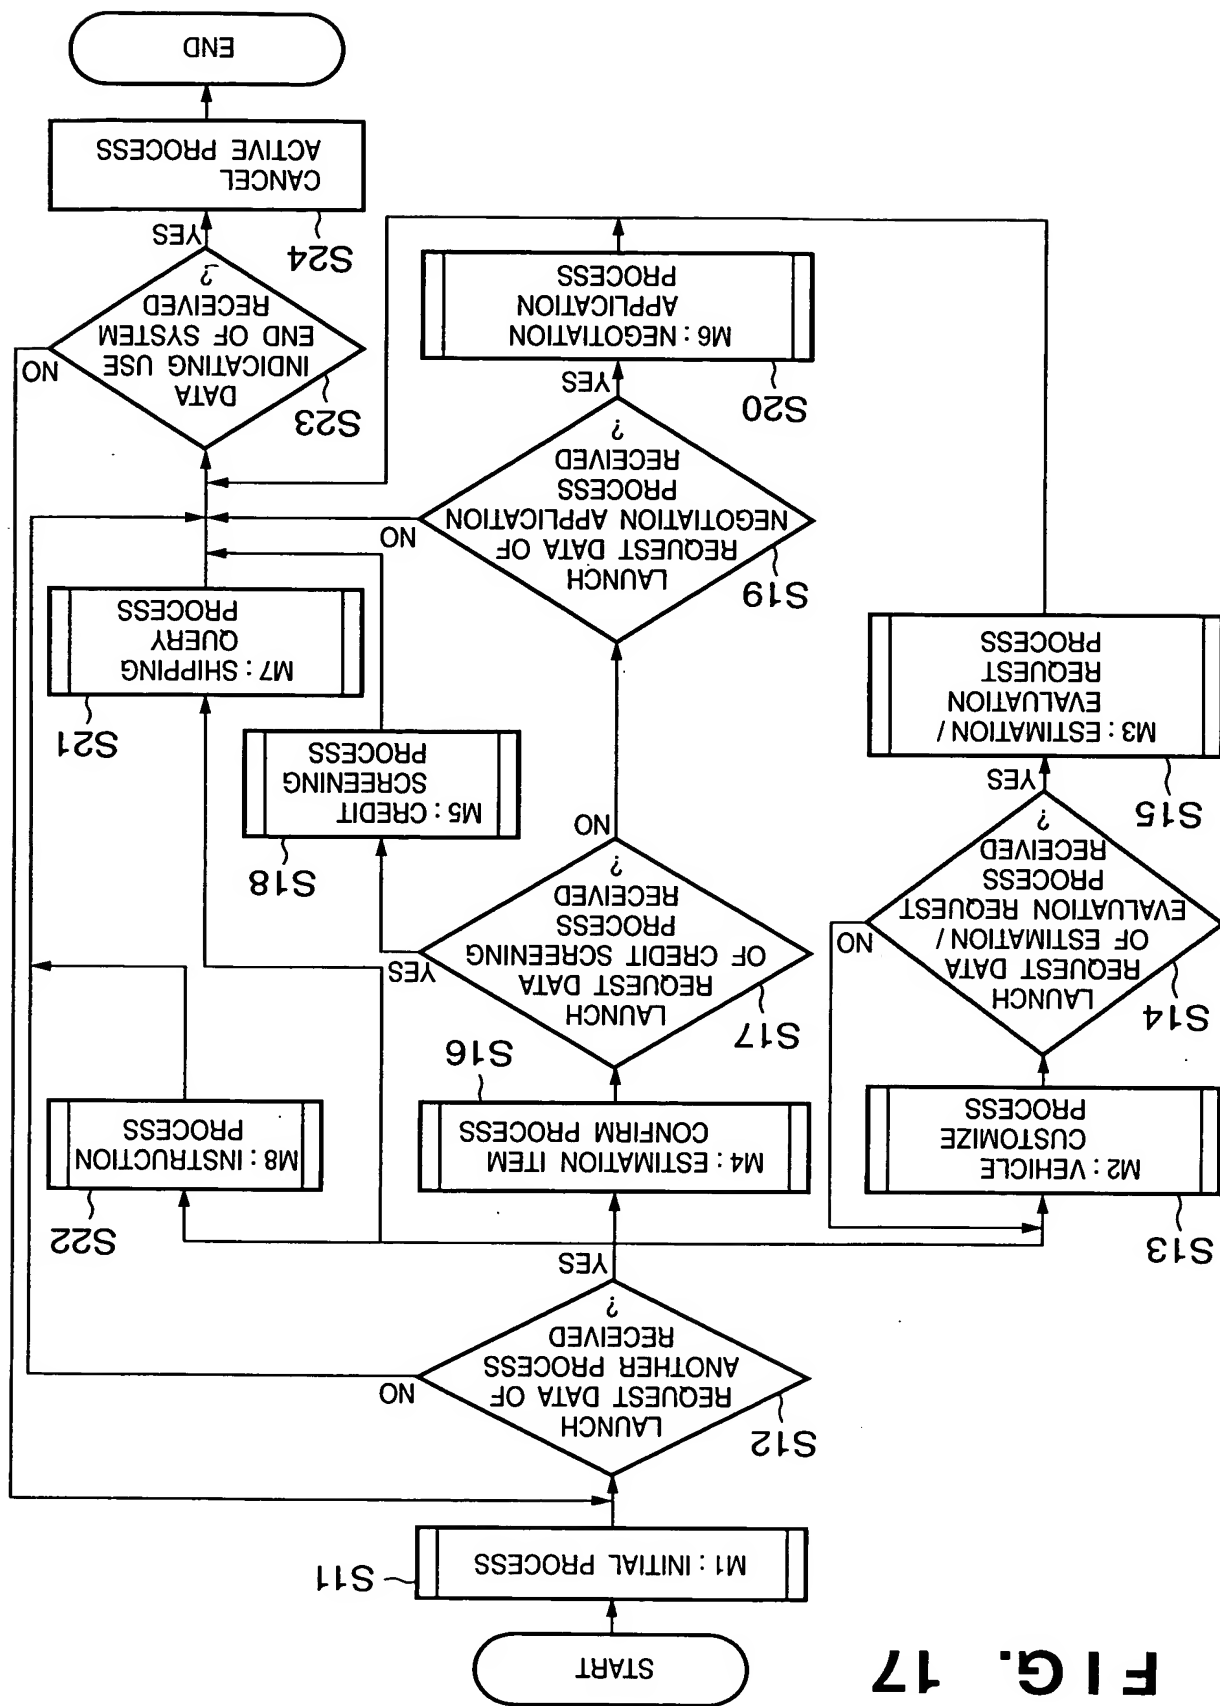 FIG. 17
START
M1 : INITIAL PROCESS
S11
LAUNCH
REQUEST DATA OF
ANOTHER PROCESS
RECEIVED
?
S12
NO
YES
M2 : VEHICLE
CUSTOMIZE
PROCESS
S13
LAUNCH
REQUEST DATA
OF ESTIMATION /
EVALUATION REQUEST
PROCESS
RECEIVED
?
S14
NO
YES
M3 : ESTIMATION /
EVALUATION
REQUEST
PROCESS
S15
M4 : ESTIMATION ITEM
CONFIRM PROCESS
S16
LAUNCH
REQUEST DATA
OF CREDIT SCREENING
PROCESS
RECEIVED
?
S17
YES
NO
M5 : CREDIT
SCREENING
PROCESS
S18
LAUNCH
REQUEST DATA OF
NEGOTIATION APPLICATION
PROCESS
RECEIVED
?
S19
NO
YES
M6 : NEGOTIATION
APPLICATION
PROCESS
S20
M8 : INSTRUCTION
PROCESS
S22
M7 : SHIPPING
QUERY
PROCESS
S21
DATA
INDICATING USE
END OF SYSTEM
RECEIVED
?
S23
NO
YES
CANCEL
ACTIVE PROCESS
S24
END